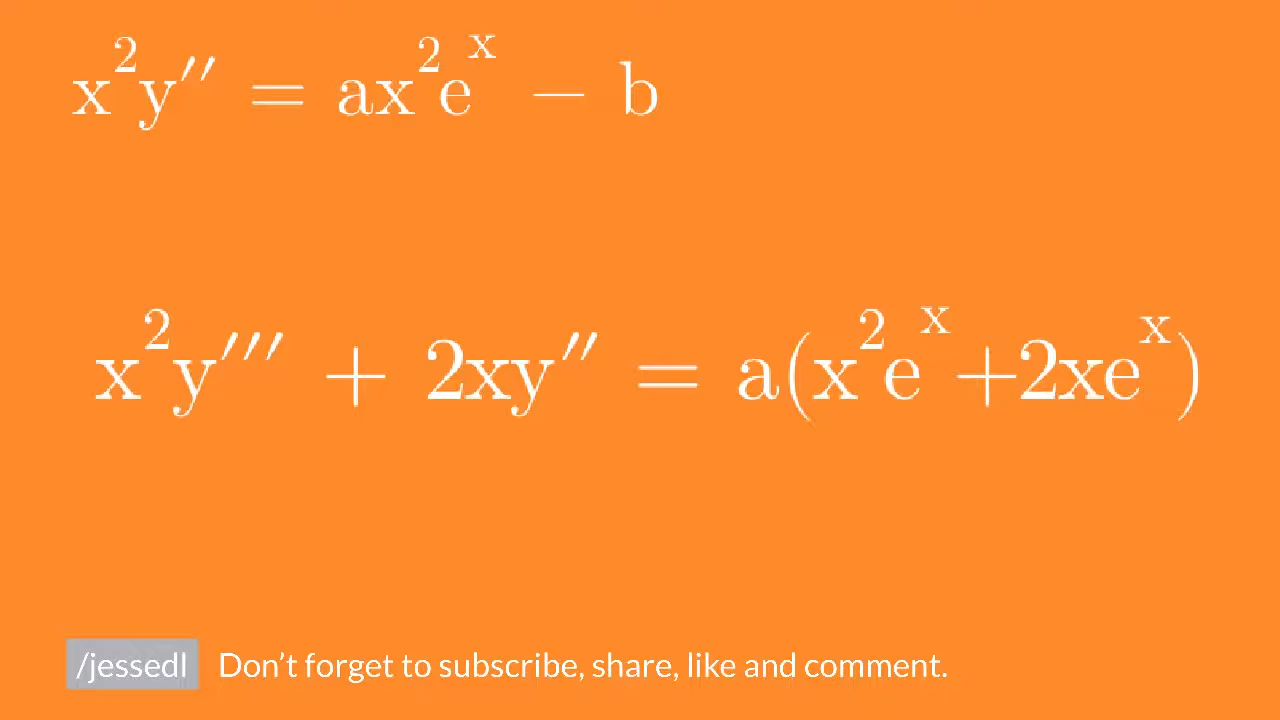 x²y′′ = ax²eˣ − b
x²y′′′ + 2xy′′ = a(x²eˣ+2xeˣ)
/jessedl Don’t forget to subscribe, share, like and comment.